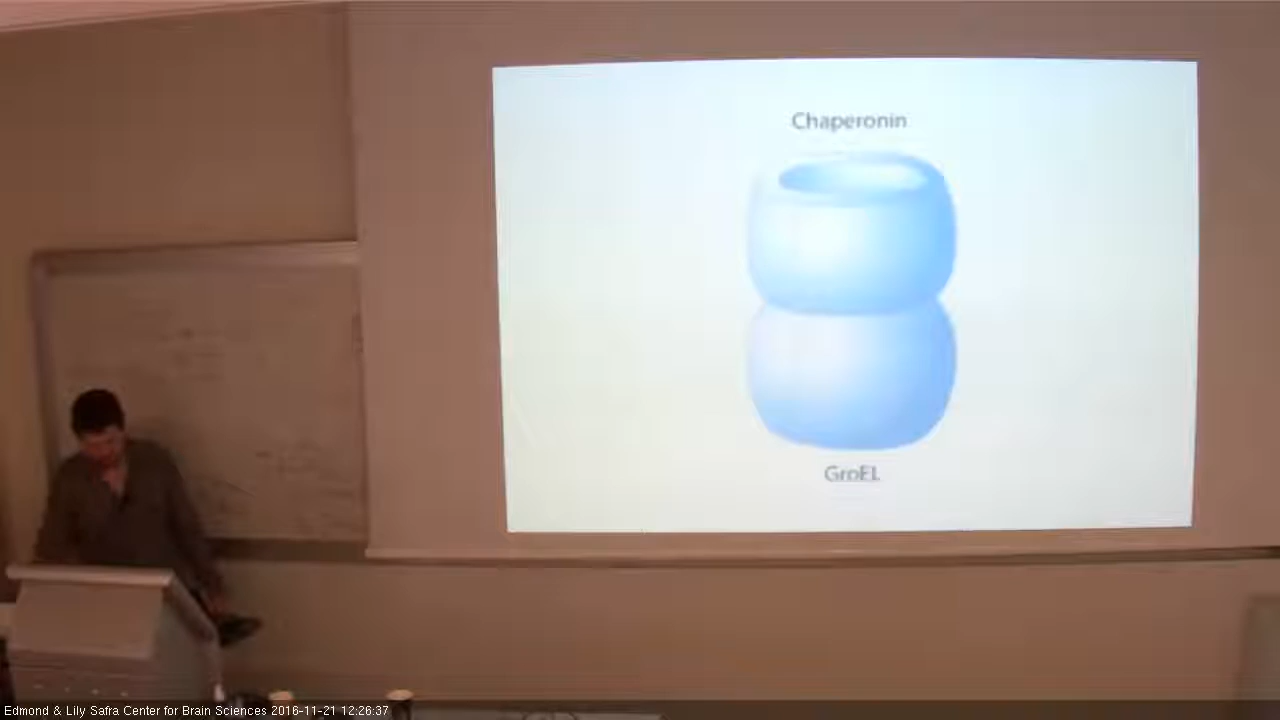 Chaperonin
GroEL
Edmond & Lily Safra Center for Brain Sciences 2016-11-21 12:26:37